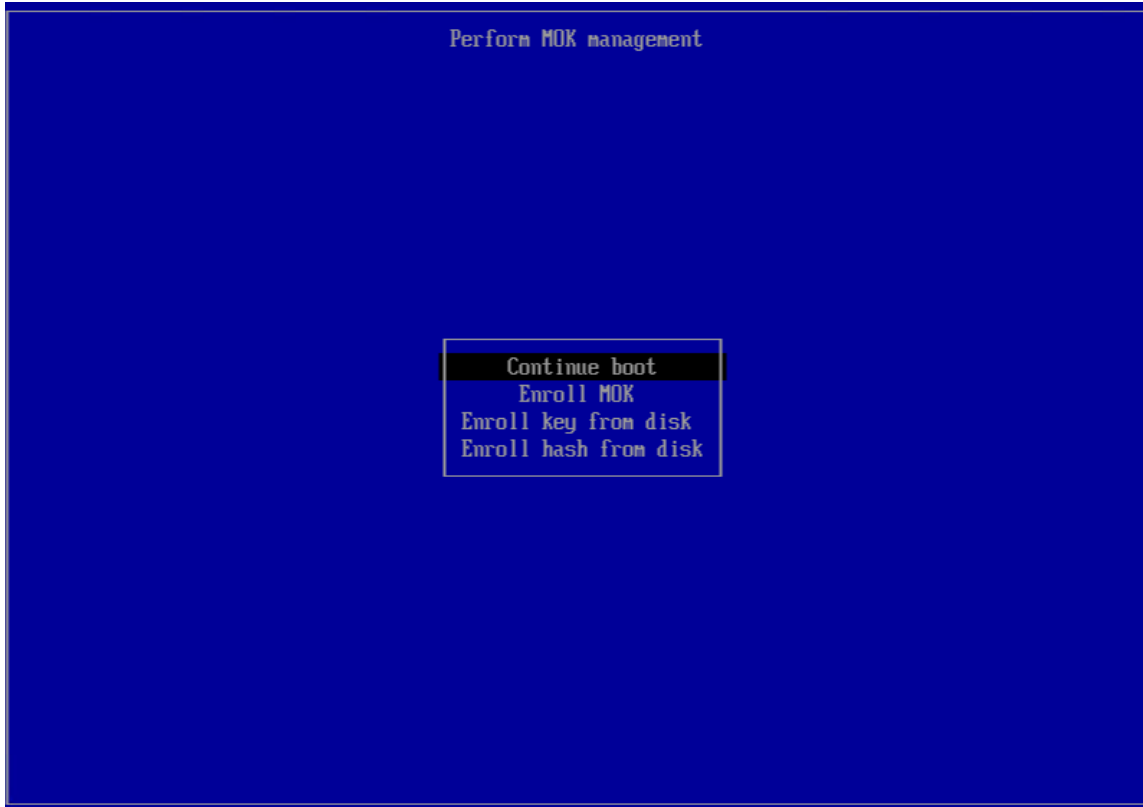 Perform MOK management
Continue boot
Enroll MOK
Enroll key from disk
Enroll hash from disk